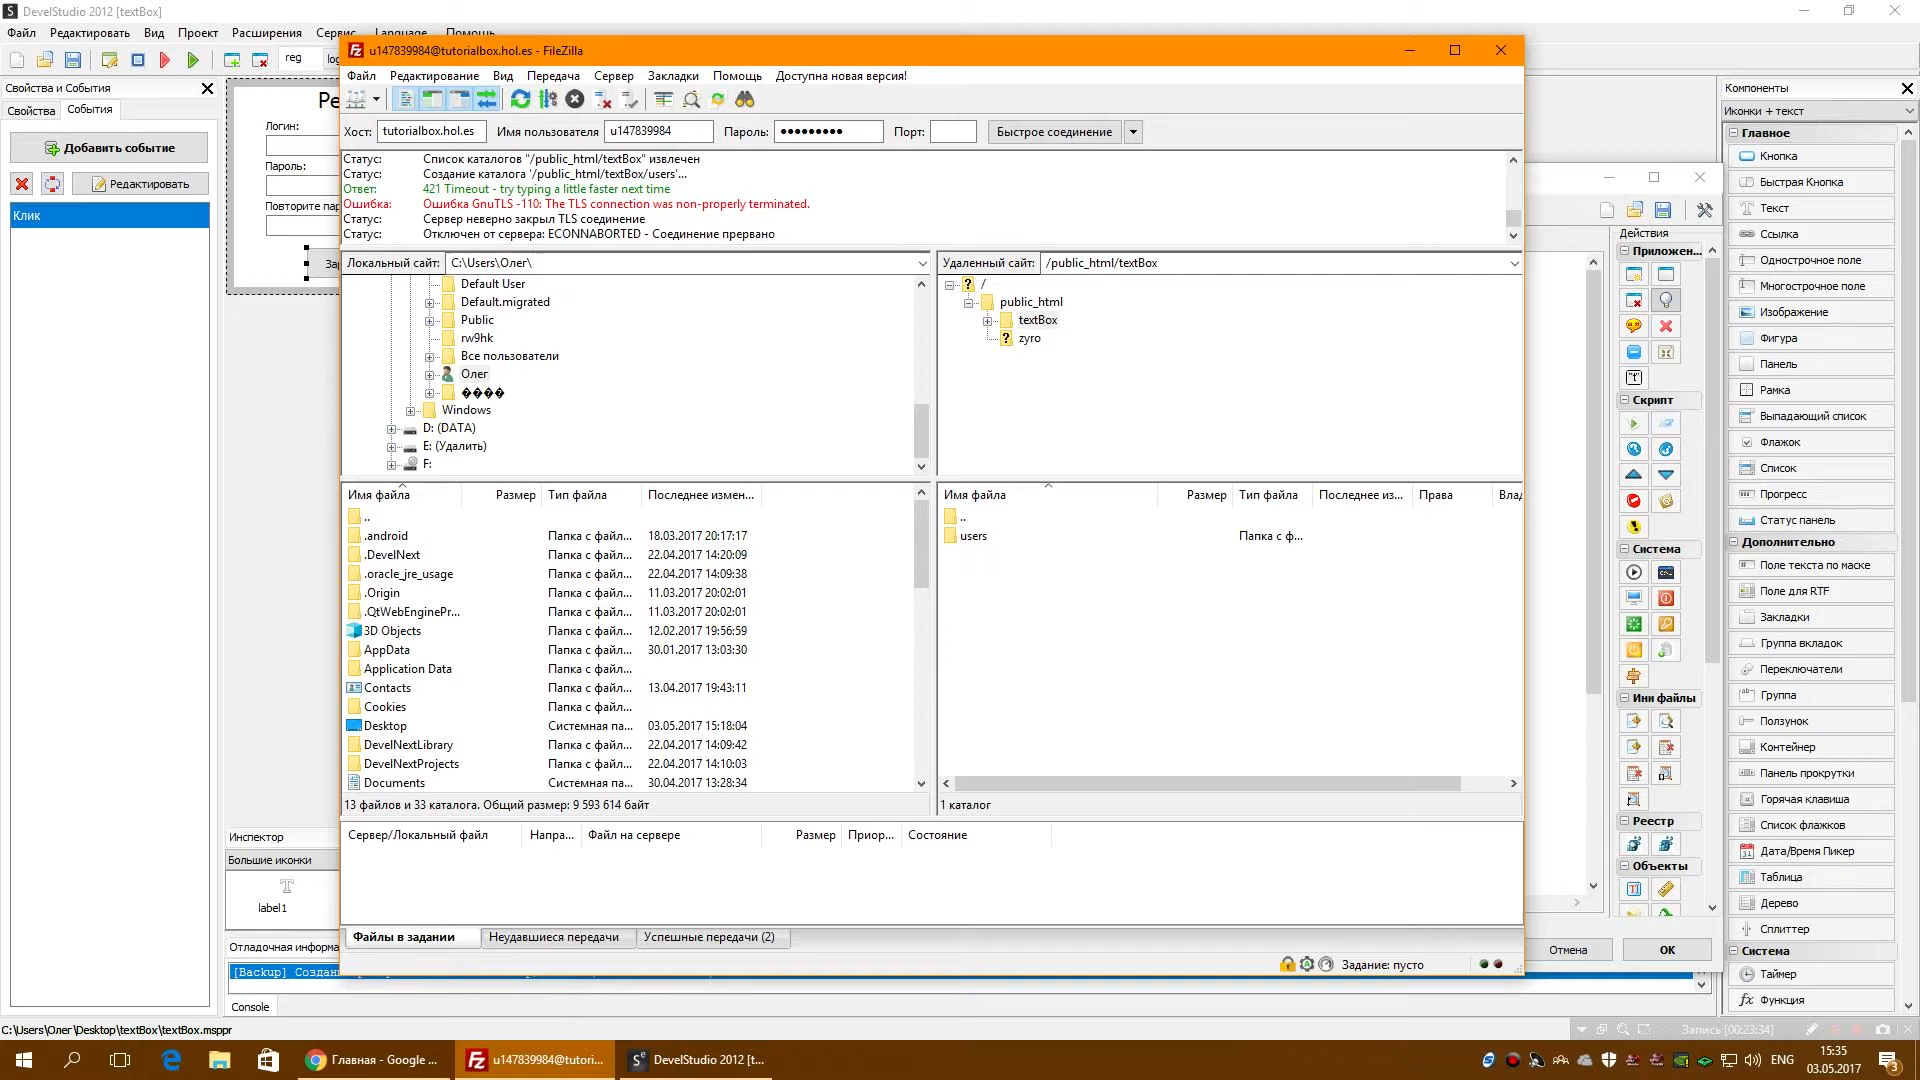 DevelStudio 2012 [textBox]
Файл Редактировать Вид Проект Расширения Сервис Language Помощь
reg
Свойства и События
Свойства События
Добавить событие
Редактировать
Клик
Логин:
Пароль:
u147839984@tutorialbox.hol.es - FileZilla
Файл Редактирование Вид Передача Сервер Закладки Помощь Доступна новая версия!
Хост: tutorialbox.hol.es Имя пользователя u147839984 Пароль: ●●●●●●●●● Порт: Быстрое соединение
Статус: Список каталогов "/public_html/textBox" извлечен
Статус: Создание каталога '/public_html/textBox/users'...
Ответ: 421 Timeout - try typing a little faster next time
Ошибка: Ошибка GnuTLS -110: The TLS connection was non-properly terminated.
Статус: Сервер неверно закрыл TLS соединение
Статус: Отключен от сервера: ECONNABORTED - Соединение прервано
Локальный сайт: C:\Users\Олег\
Default User
Default.migrated
Public
rw9hk
Все пользователи
Олег
����
Windows
D: (DATA)
E: (Удалить)
F:
Удаленный сайт: /public_html/textBox
/
public_html
textBox
zyro
Имя файла Размер Тип файла Последнее измен...
..
.android Папка с файл... 18.03.2017 20:17:17
.DevelNext Папка с файл... 22.04.2017 14:20:09
.oracle_jre_usage Папка с файл... 22.04.2017 14:09:38
.Origin Папка с файл... 11.03.2017 20:02:01
.QtWebEnginePr... Папка с файл... 11.03.2017 20:02:01
3D Objects Папка с файл... 12.02.2017 19:56:59
AppData Папка с файл... 30.01.2017 13:03:30
Application Data Папка с файл...
Contacts Папка с файл... 13.04.2017 19:43:11
Cookies Папка с файл...
Desktop Системная па... 03.05.2017 15:18:04
DevelNextLibrary Папка с файл... 22.04.2017 14:09:42
DevelNextProjects Папка с файл... 22.04.2017 14:10:03
Documents Системная па... 30.04.2017 13:28:34
13 файлов и 33 каталога. Общий размер: 9 593 614 байт
Имя файла Размер Тип файла Последнее из... Права Влад
..
users Папка с ф...
1 каталог
Сервер/Локальный файл Напра... Файл на сервере Размер Приор... Состояние
Файлы в задании Неудавшиеся передачи Успешные передачи (2)
Задание: пусто
Инспектор
Большие иконки
label1
Отладочная информа
[Backup] Создан
Console
C:\Users\Олег\Desktop\textBox\textBox.msppr
Действия
Приложен...
Скрипт
Система
Ини файлы
Реестр
Объекты
Отмена OK
Компоненты
Иконки + текст
Главное
Кнопка
Быстрая Кнопка
Текст
Ссылка
Однострочное поле
Многострочное поле
Изображение
Фигура
Панель
Рамка
Выпадающий список
Флажок
Список
Прогресс
Статус панель
Дополнительно
Поле текста по маске
Поле для RTF
Закладки
Группа вкладок
Переключатели
Группа
Ползунок
Контейнер
Панель прокрутки
Горячая клавиша
Список флажков
Дата/Время Пикер
Таблица
Дерево
Сплиттер
Система
Таймер
Функция
Запись [00:23:34]
Главная - Google ... u147839984@tutori... DevelStudio 2012 [t...
ENG 15:35
03.05.2017
3